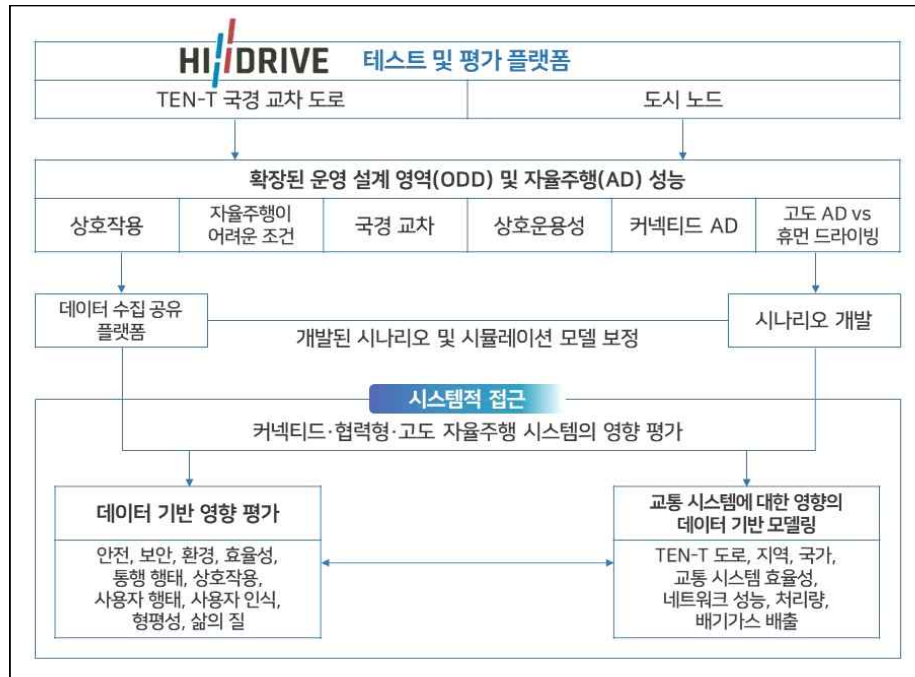 HI DRIVE 테스트 및 평가 플랫폼
TEN-T 국경 교차 도로
도시 노드
확장된 운영 설계 영역(ODD) 및 자율주행(AD) 성능
상호작용
자율주행이
어려운 조건
국경 교차
상호운용성
커넥티드 AD
고도 AD vs
휴먼 드라이빙
데이터 수집 공유
플랫폼
개발된 시나리오 및 시뮬레이션 모델 보정
시나리오 개발
시스템적 접근
커넥티드·협력형·고도 자율주행 시스템의 영향 평가
데이터 기반 영향 평가
안전, 보안, 환경, 효율성,
통행 행태, 상호작용,
사용자 행태, 사용자 인식,
형평성, 삶의 질
교통 시스템에 대한 영향의
데이터 기반 모델링
TEN-T 도로, 지역, 국가,
교통 시스템 효율성,
네트워크 성능, 처리량,
배기가스 배출